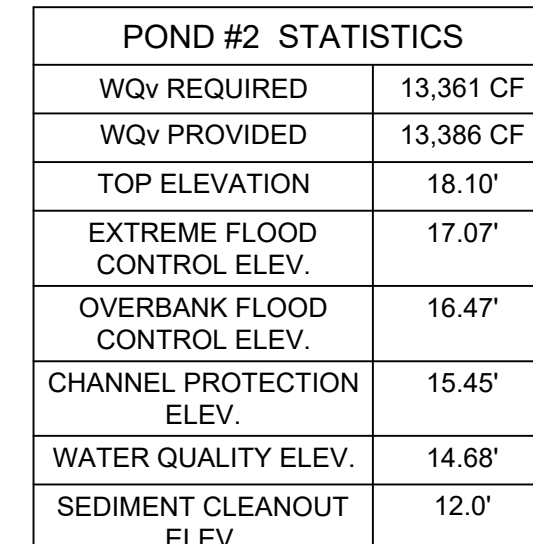 POND #2 STATISTICS
WQv REQUIRED 13,361 CF
WQv PROVIDED 13,386 CF
TOP ELEVATION 18.10'
EXTREME FLOOD 17.07'
CONTROL ELEV.
OVERBANK FLOOD 16.47'
CONTROL ELEV.
CHANNEL PROTECTION 15.45'
ELEV.
WATER QUALITY ELEV. 14.68'
SEDIMENT CLEANOUT 12.0'
ELEV.